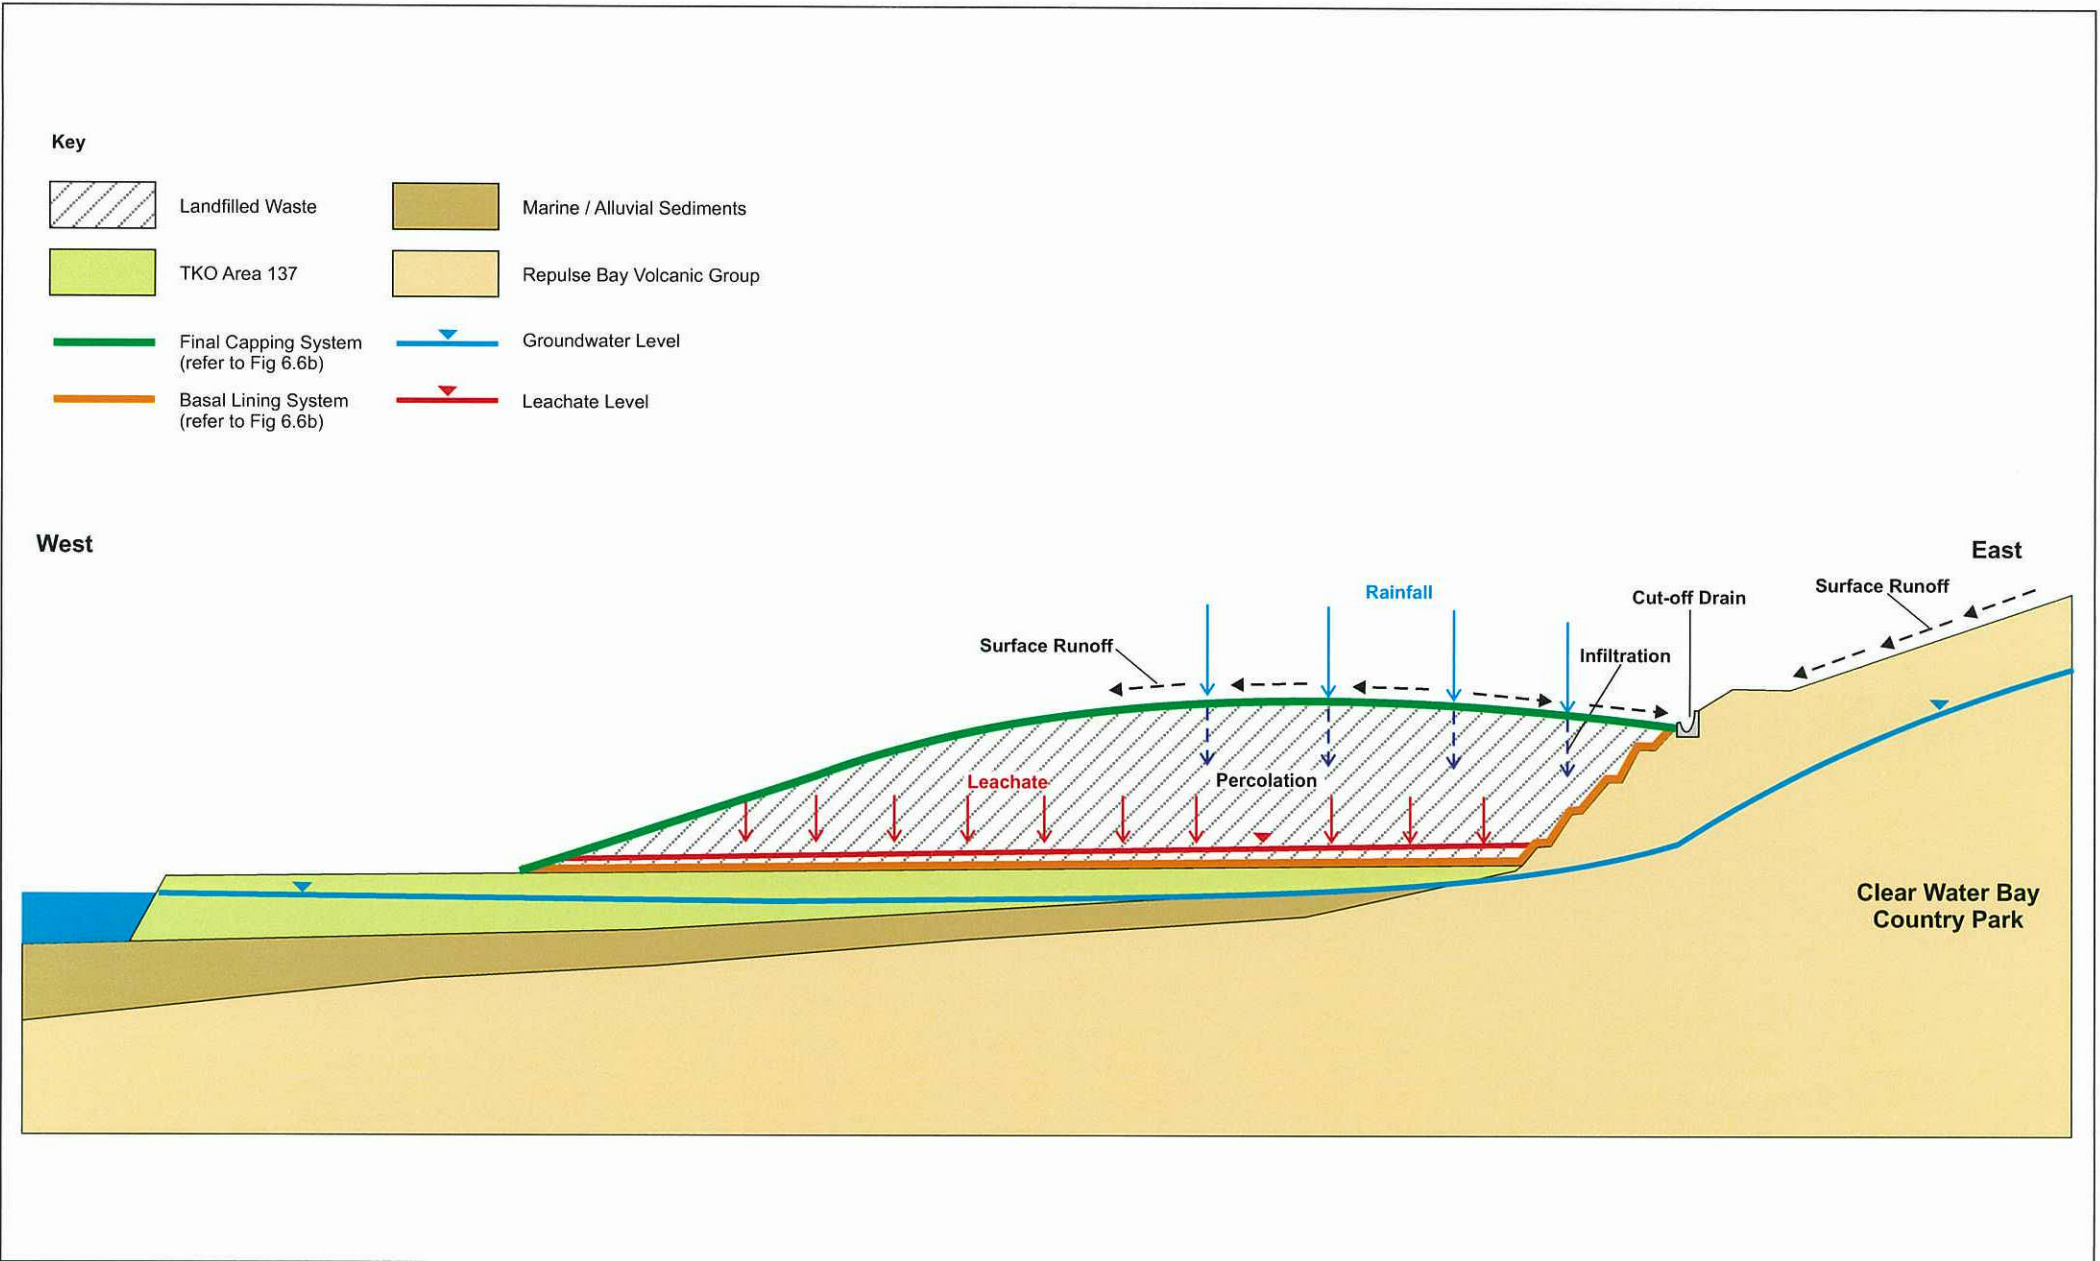 Key
Landfilled Waste
Marine / Alluvial Sediments
TKO Area 137
Repulse Bay Volcanic Group
Final Capping System
(refer to Fig 6.6b)
Groundwater Level
Basal Lining System
(refer to Fig 6.6b)
Leachate Level
West
East
Rainfall
Cut-off Drain
Surface Runoff
Surface Runoff
Infiltration
Leachate
Percolation
Clear Water Bay
Country Park